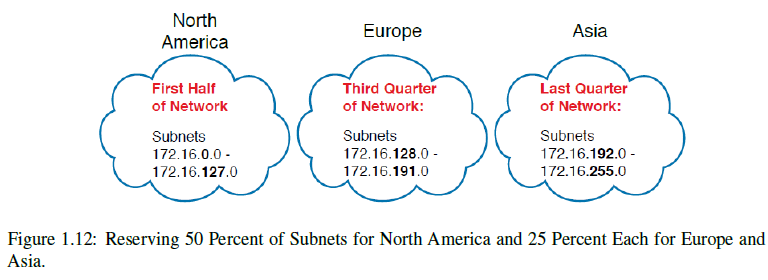 North
America
First Half
of Network
Subnets
172.16.0.0 -
172.16.127.0
Europe
Third Quarter
of Network:
Subnets
172.16.128.0 -
172.16.191.0
Asia
Last Quarter
of Network:
Subnets
172.16.192.0 -
172.16.255.0
Figure 1.12: Reserving 50 Percent of Subnets for North America and 25 Percent Each for Europe and
Asia.